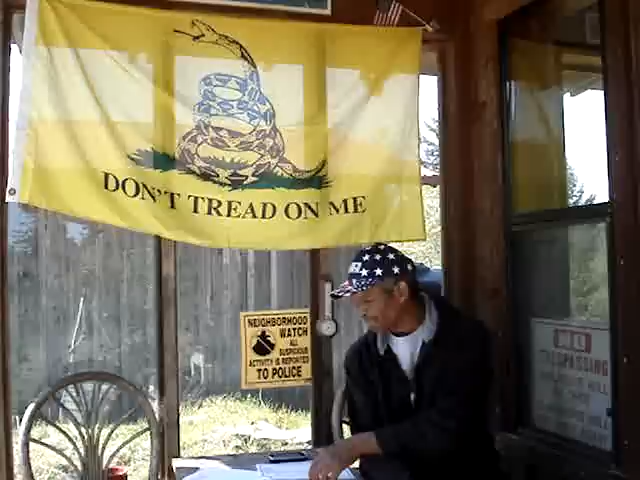 DON'T TREAD ON ME
NEIGHBORHOOD
WATCH
ALL
SUSPICIOUS
ACTIVITY IS REPORTED
TO POLICE
NO
TRESPASSING